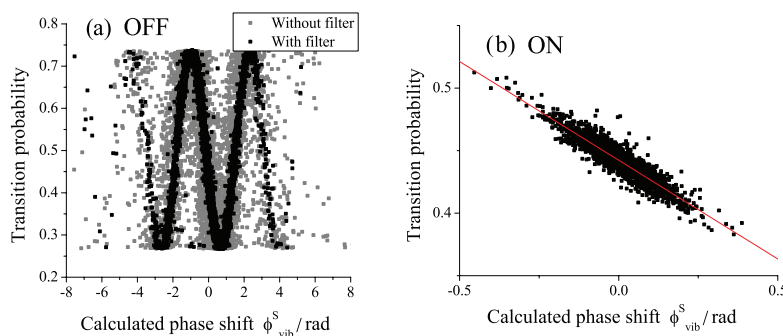 (a) OFF
Without filter
With filter
0.8
0.7
0.6
0.5
0.4
0.3
0.2
Transition probability
-8 -6 -4 -2 0 2 4 6 8
Calculated phase shift ϕ^S_vib / rad
(b) ON
0.5
0.4
Transition probability
-0.5 0.0 0.5
Calculated phase shift ϕ^S_vib / rad